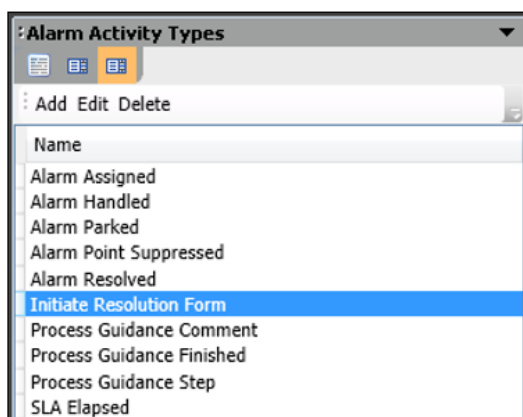 Alarm Activity Types
Add Edit Delete
Name
Alarm Assigned
Alarm Handled
Alarm Parked
Alarm Point Suppressed
Alarm Resolved
Initiate Resolution Form
Process Guidance Comment
Process Guidance Finished
Process Guidance Step
SLA Elapsed